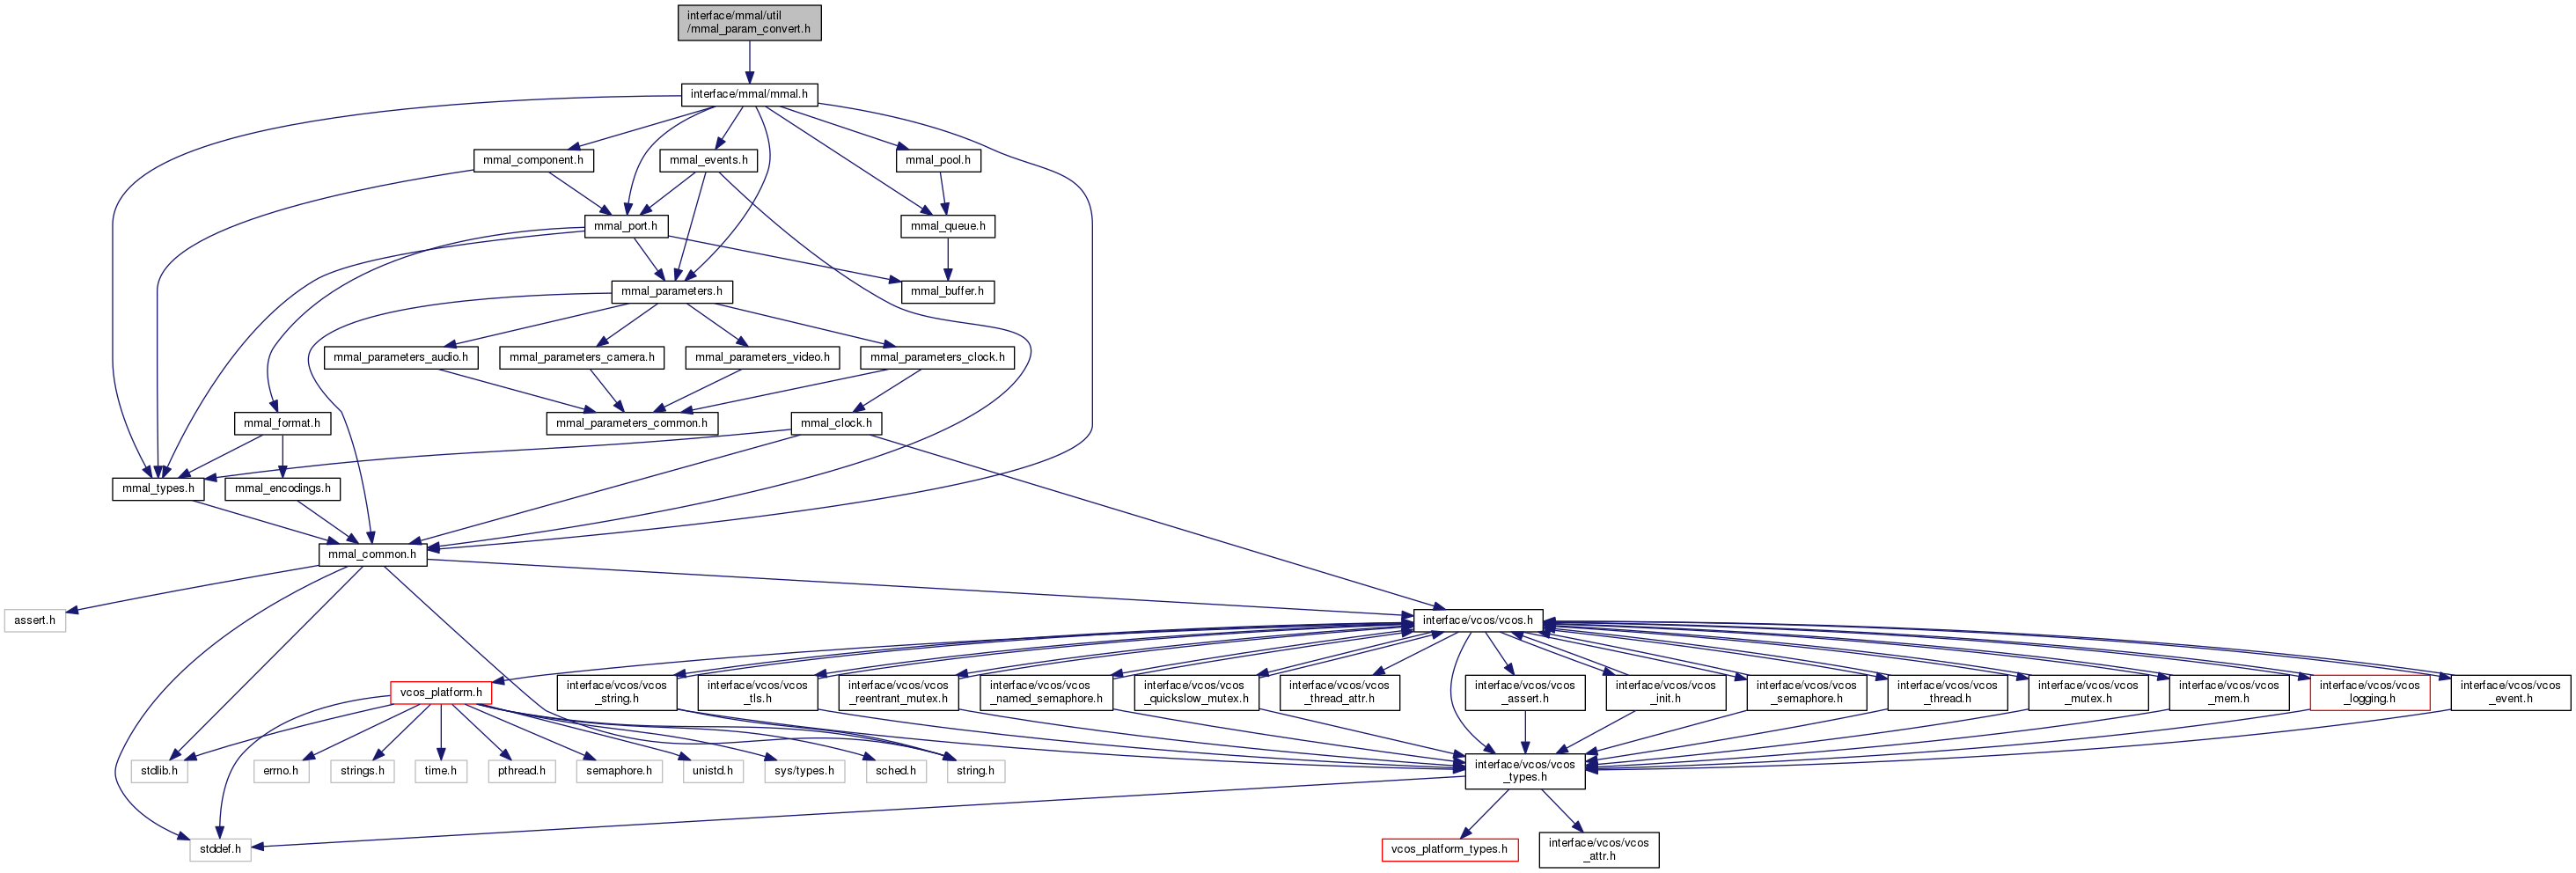 interface/mmal/util
/mmal_param_convert.h
interface/mmal/mmal.h
mmal_component.h
mmal_events.h
mmal_pool.h
mmal_port.h
mmal_queue.h
mmal_parameters.h
mmal_buffer.h
mmal_parameters_audio.h
mmal_parameters_camera.h
mmal_parameters_video.h
mmal_parameters_clock.h
mmal_format.h
mmal_parameters_common.h
mmal_clock.h
mmal_types.h
mmal_encodings.h
mmal_common.h
assert.h
interface/vcos/vcos.h
vcos_platform.h
interface/vcos/vcos
_string.h
interface/vcos/vcos
_tls.h
interface/vcos/vcos
_reentrant_mutex.h
interface/vcos/vcos
_named_semaphore.h
interface/vcos/vcos
_quickslow_mutex.h
interface/vcos/vcos
_thread_attr.h
interface/vcos/vcos
_assert.h
interface/vcos/vcos
_init.h
interface/vcos/vcos
_semaphore.h
interface/vcos/vcos
_thread.h
interface/vcos/vcos
_mutex.h
interface/vcos/vcos
_mem.h
interface/vcos/vcos
_logging.h
interface/vcos/vcos
_event.h
stdlib.h
errno.h
strings.h
time.h
pthread.h
semaphore.h
unistd.h
sys/types.h
sched.h
string.h
interface/vcos/vcos
_types.h
stddef.h
vcos_platform_types.h
interface/vcos/vcos
_attr.h